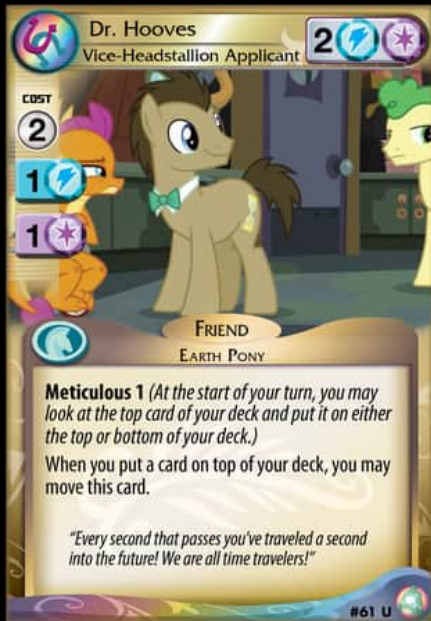 Dr. Hooves
Vice-Headstallion Applicant
2
COST
2
1
1
FRIEND
EARTH PONY
Meticulous 1 (At the start of your turn, you may
look at the top card of your deck and put it on either
the top or bottom of your deck.)
When you put a card on top of your deck, you may
move this card.
"Every second that passes you've traveled a second
into the future! We are all time travelers!"
#61 U